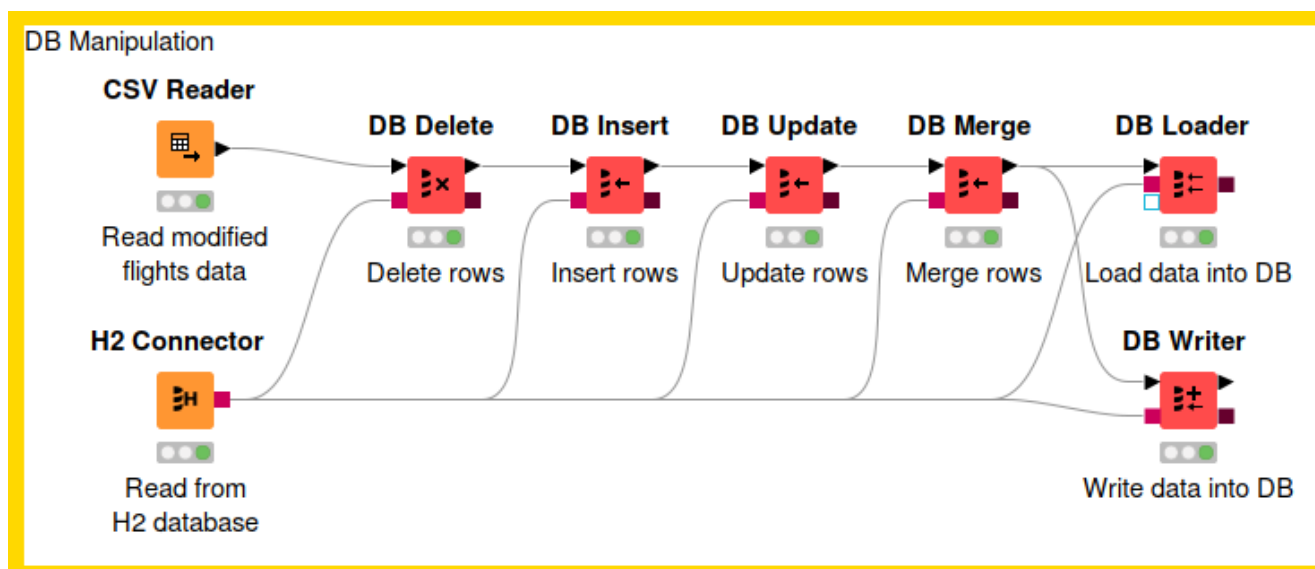 DB Manipulation
CSV Reader
Read modified
flights data
DB Delete
Delete rows
DB Insert
Insert rows
DB Update
Update rows
DB Merge
Merge rows
DB Loader
Load data into DB
H2 Connector
H
Read from
H2 database
DB Writer
Write data into DB